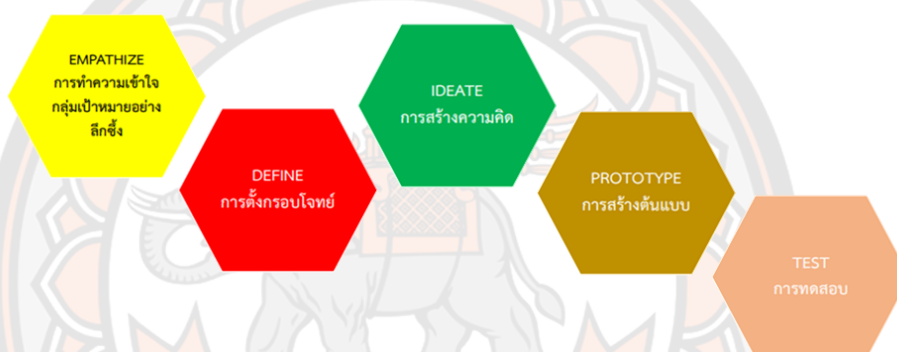 EMPATHIZE
การทำความเข้าใจ
กลุ่มเป้าหมายอย่าง
ลึกซึ้ง
DEFINE
การตั้งกรอบโจทย์
IDEATE
การสร้างความคิด
PROTOTYPE
การสร้างต้นแบบ
TEST
การทดสอบ